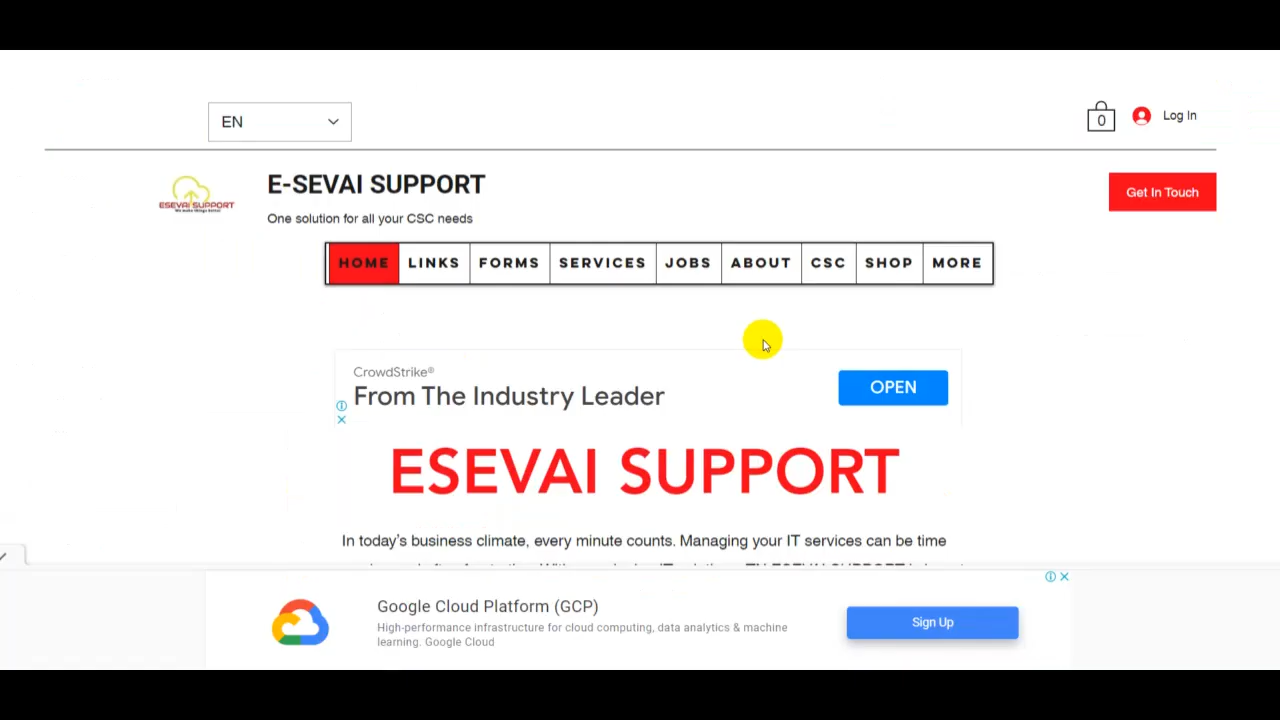 EN
0
Log In
E-SEVAI SUPPORT
ESEVAI SUPPORT
One solution for all your CSC needs
Get In Touch
HOME LINKS FORMS SERVICES JOBS ABOUT CSC SHOP MORE
CrowdStrike®
From The Industry Leader
OPEN
ESEVAI SUPPORT
In today's business climate, every minute counts. Managing your IT services can be time
Google Cloud Platform (GCP)
High-performance infrastructure for cloud computing, data analytics & machine
learning. Google Cloud
Sign Up